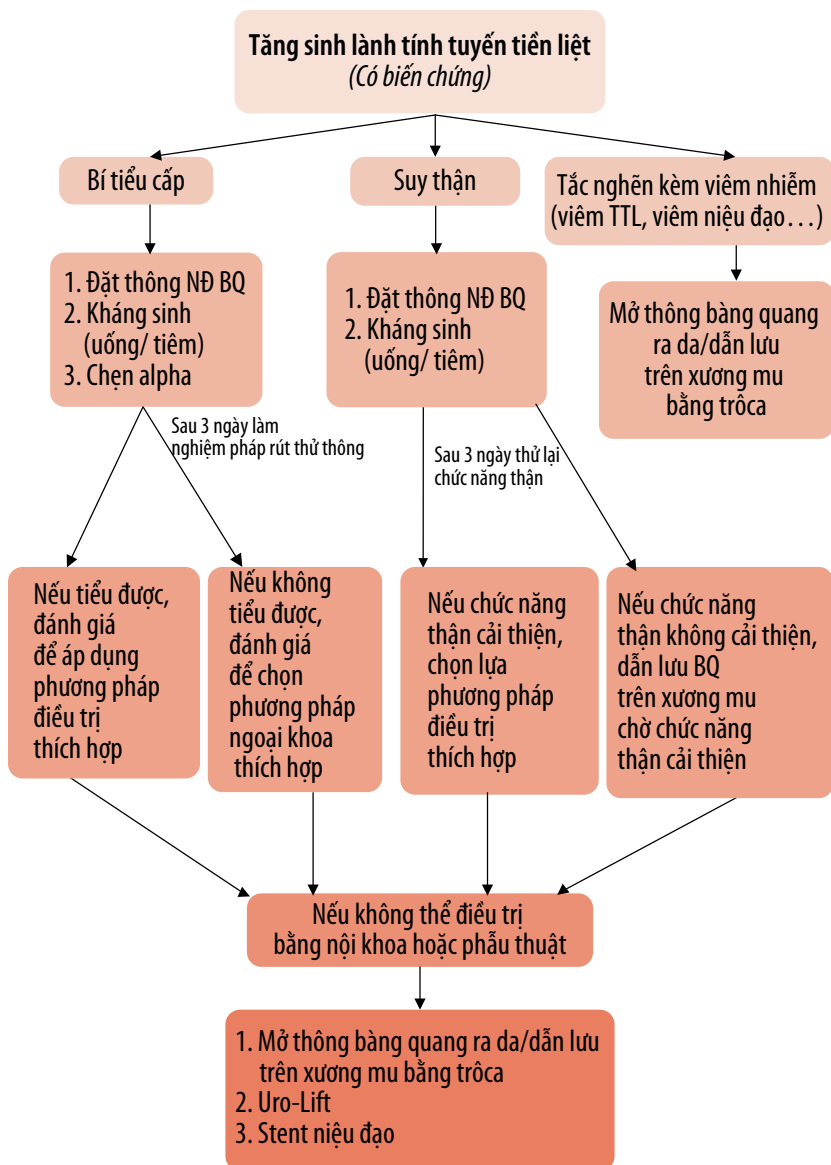 Tăng sinh lành tính tuyến tiền liệt
(Có biến chứng)
Bí tiểu cấp
Suy thận
Tắc nghẽn kèm viêm nhiễm
(viêm TTL, viêm niệu đạo…)
1. Đặt thông NĐ BQ
2. Kháng sinh
(uống/ tiêm)
3. Chẹn alpha
1. Đặt thông NĐ BQ
2. Kháng sinh
(uống/ tiêm)
Mở thông bàng quang
ra da/dẫn lưu
trên xương mu
bằng trôca
Sau 3 ngày làm
nghiệm pháp rút thử thông
Sau 3 ngày thử lại
chức năng thận
Nếu tiểu được,
đánh giá
để áp dụng
phương pháp
điều trị
thích hợp
Nếu không
tiểu được,
đánh giá
để chọn
phương pháp
ngoại khoa
thích hợp
Nếu chức năng
thận cải thiện,
chọn lựa
phương pháp
điều trị
thích hợp
Nếu chức năng
thận không cải thiện,
dẫn lưu BQ
trên xương mu
chờ chức năng
thận cải thiện
Nếu không thể điều trị
bằng nội khoa hoặc phẫu thuật
1. Mở thông bàng quang ra da/dẫn lưu
trên xương mu bằng trôca
2. Uro-Lift
3. Stent niệu đạo